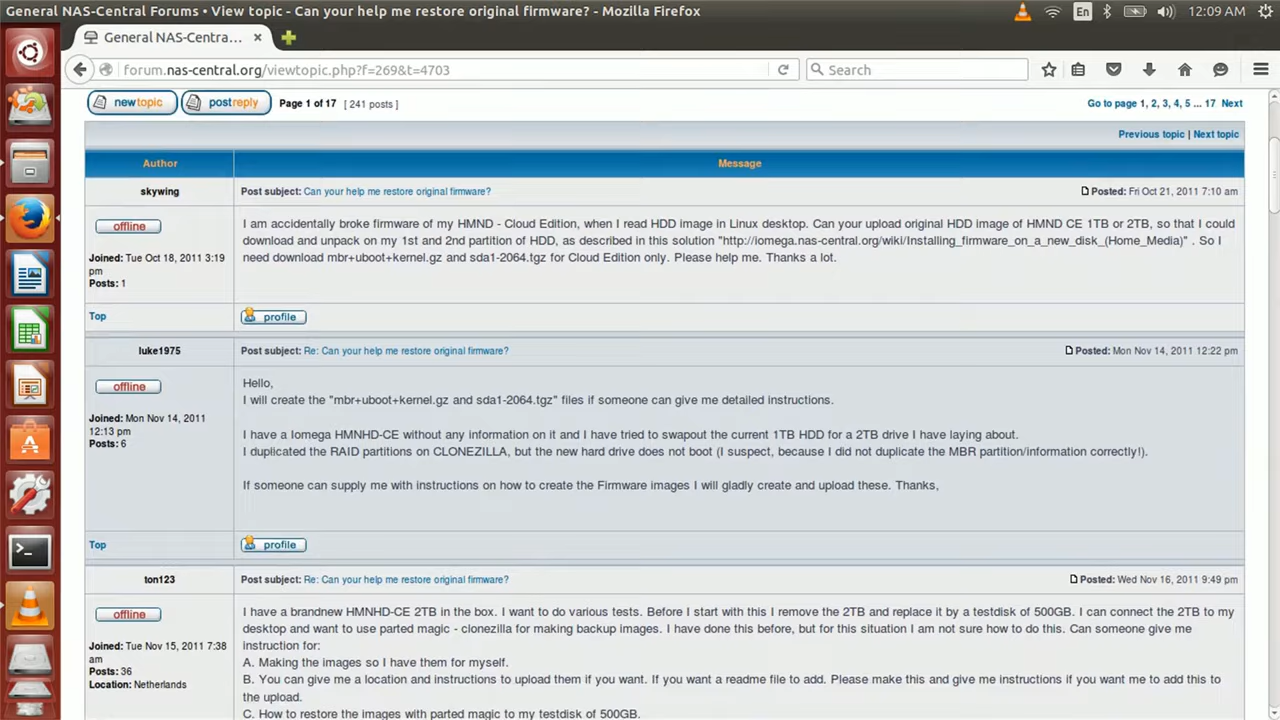 General NAS-Central Forums • View topic - Can your help me restore original firmware? - Mozilla Firefox
En
12:09 AM
General NAS-Centra...
forum.nas-central.org/viewtopic.php?f=269&t=4703
Search
newtopic
postreply
Page 1 of 17 [ 241 posts ]
Go to page 1, 2, 3, 4, 5 ... 17 Next
Previous topic | Next topic
Author
Message
skywing
Post subject: Can your help me restore original firmware?
Posted: Fri Oct 21, 2011 7:10 am
offline
Joined: Tue Oct 18, 2011 3:19
pm
Posts: 1
I am accidentally broke firmware of my HMND - Cloud Edition, when I read HDD image in Linux desktop. Can your upload original HDD image of HMND CE 1TB or 2TB, so that I could
download and unpack on my 1st and 2nd partition of HDD, as described in this solution "http://iomega.nas-central.org/wiki/Installing_firmware_on_a_new_disk_(Home_Media)" . So I
need download mbr+uboot+kernel.gz and sda1-2064.tgz for Cloud Edition only. Please help me. Thanks a lot.
Top
profile
luke1975
Post subject: Re: Can your help me restore original firmware?
Posted: Mon Nov 14, 2011 12:22 pm
offline
Joined: Mon Nov 14, 2011
12:13 pm
Posts: 6
Hello,
I will create the "mbr+uboot+kernel.gz and sda1-2064.tgz" files if someone can give me detailed instructions.
I have a Iomega HMNHD-CE without any information on it and I have tried to swapout the current 1TB HDD for a 2TB drive I have laying about.
I duplicated the RAID partitions on CLONEZILLA, but the new hard drive does not boot (I suspect, because I did not duplicate the MBR partition/information correctly!).
If someone can supply me with instructions on how to create the Firmware images I will gladly create and upload these. Thanks,
Top
profile
ton123
Post subject: Re: Can your help me restore original firmware?
Posted: Wed Nov 16, 2011 9:49 pm
offline
Joined: Tue Nov 15, 2011 7:38
am
Posts: 36
Location: Netherlands
I have a brandnew HMNHD-CE 2TB in the box. I want to do various tests. Before I start with this I remove the 2TB and replace it by a testdisk of 500GB. I can connect the 2TB to my
desktop and want to use parted magic - clonezilla for making backup images. I have done this before, but for this situation I am not sure how to do this. Can someone give me
instruction for:
A. Making the images so I have them for myself.
B. You can give me a location and instructions to upload them if you want. If you want a readme file to add. Please make this and give me instructions if you want me to add this to
the upload.
C. How to restore the images with parted magic to my testdisk of 500GB.